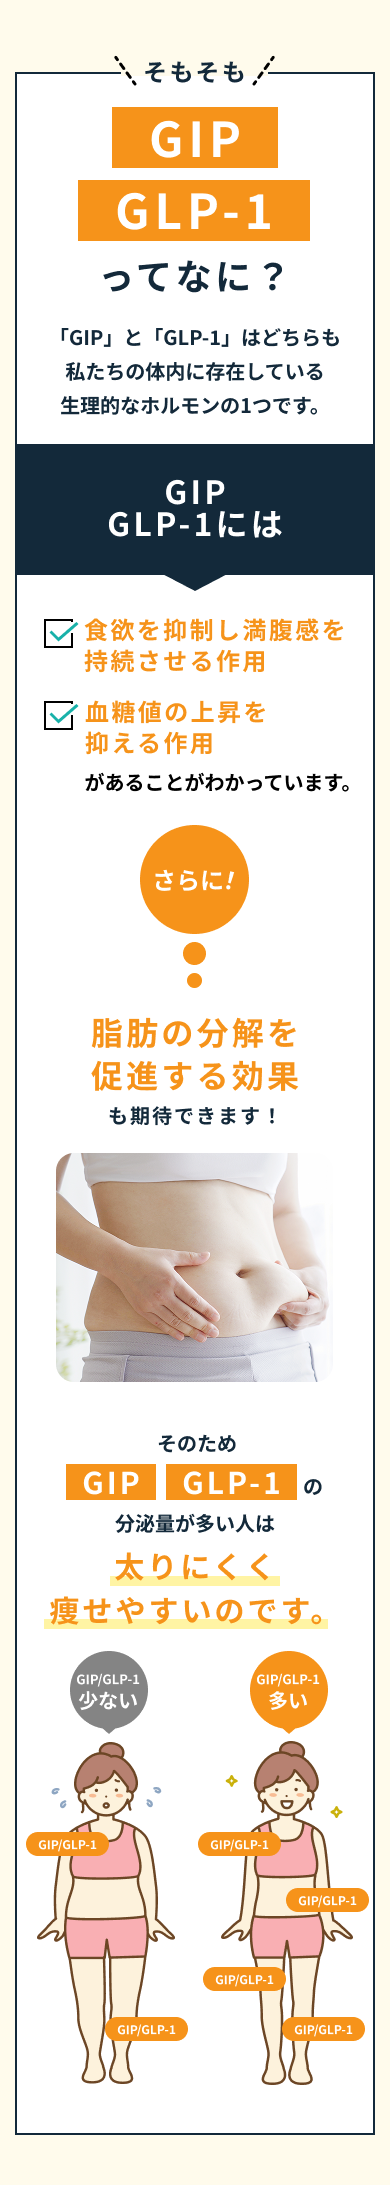 そもそも
GIP
GLP-1
ってなに？
「GIP」と「GLP-1」はどちらも
私たちの体内に存在している
生理的なホルモンの1つです。
GIP
GLP-1には
食欲を抑制し満腹感を
持続させる作用
血糖値の上昇を
抑える作用
があることがわかっています。
さらに!
脂肪の分解を
促進する効果
も期待できます！
そのため
GIP GLP-1 の
分泌量が多い人は
太りにくく
痩せやすいのです。
GIP/GLP-1
少ない
GIP/GLP-1
多い
GIP/GLP-1
GIP/GLP-1
GIP/GLP-1
GIP/GLP-1
GIP/GLP-1
GIP/GLP-1